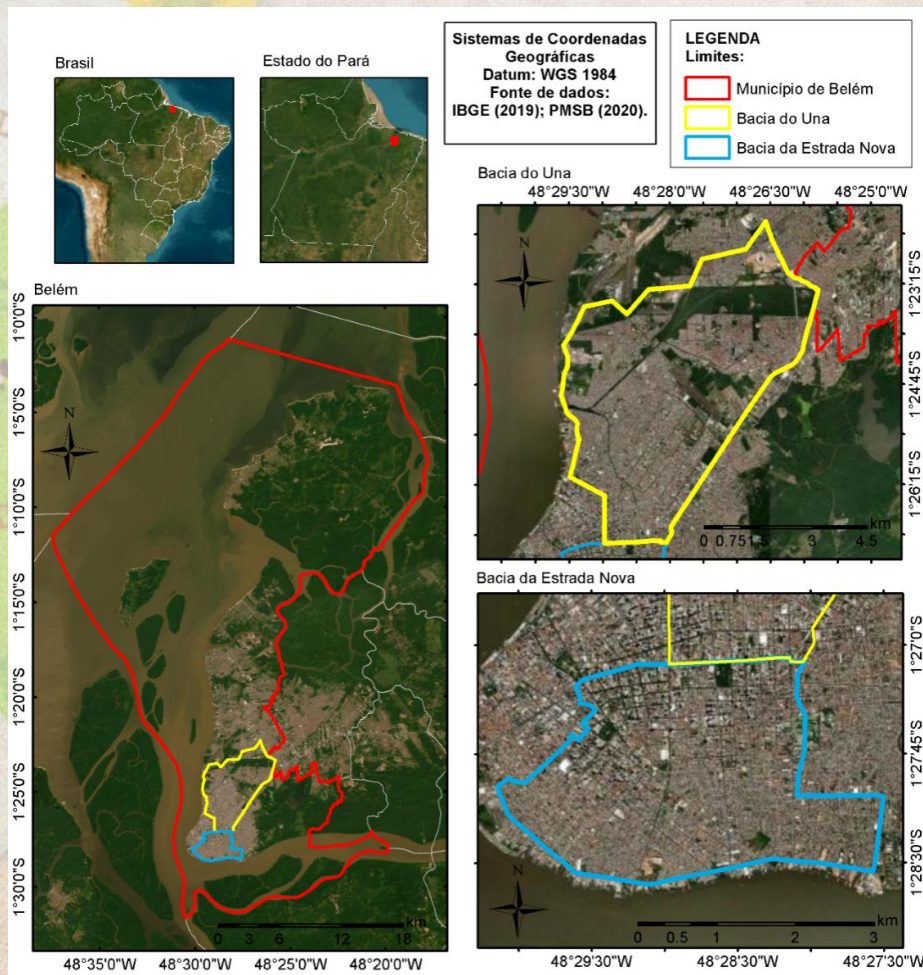 Brasil
Estado do Pará
Sistemas de Coordenadas
Geográficas
Datum: WGS 1984
Fonte de dados:
IBGE (2019); PMSB (2020).
LEGENDA
Limites:
Município de Belém
Bacia do Una
Bacia da Estrada Nova
Bacia do Una
48°29'30"W 48°28'0"W 48°26'30"W 48°25'0"W
1°23'15"S
1°24'45"S
1°26'15"S
N
km
0 0.75 1.5 3 4.5
Belém
1°0'0"S
1°5'0"S
1°10'0"S
1°15'0"S
1°20'0"S
1°25'0"S
1°30'0"S
N
km
0 3 6 12 18
48°35'0"W 48°30'0"W 48°25'0"W 48°20'0"W
Bacia da Estrada Nova
1°27'0"S
1°27'45"S
1°28'30"S
N
km
0 0.5 1 2 3
48°29'30"W 48°28'30"W 48°27'30"W